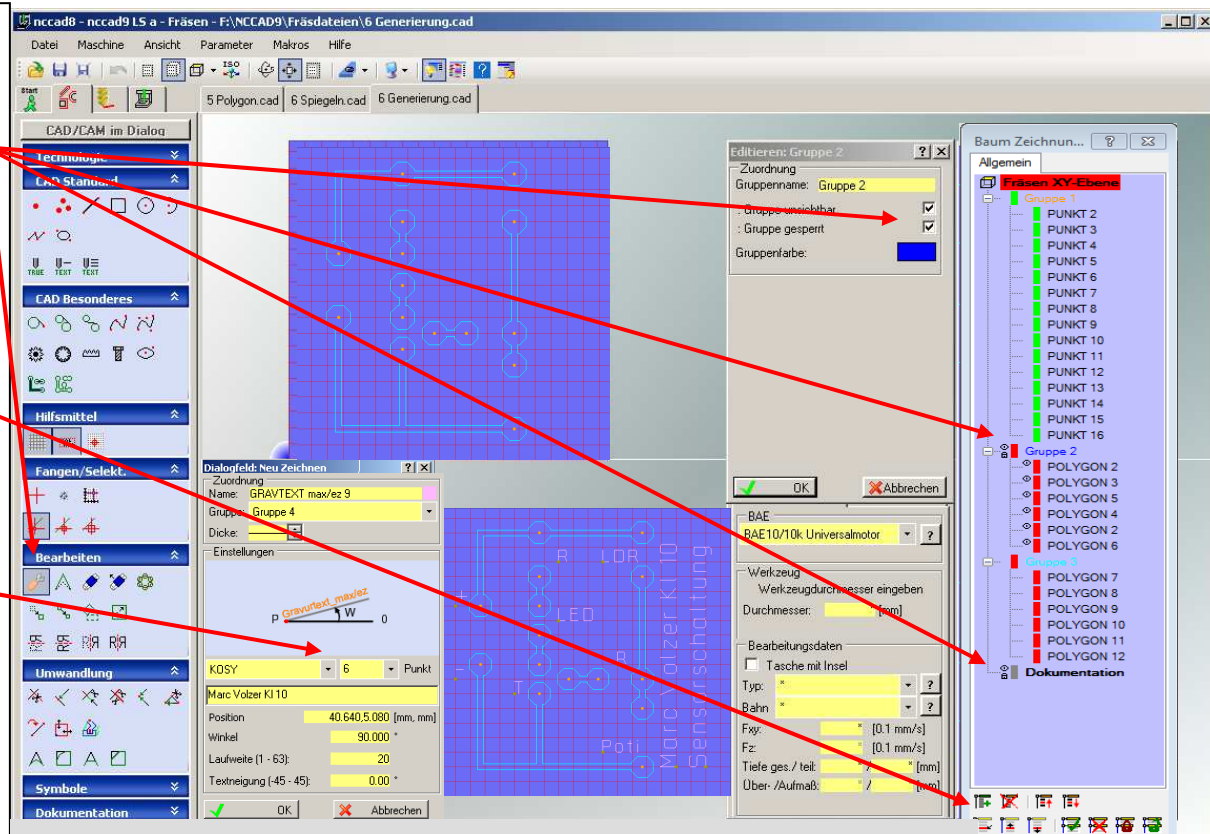 nccad8 - nccad9 LS a - Fräsen - F:\NCCAD9\Fräsdateien\6 Generierung.cad
Datei Maschine Ansicht Parameter Makros Hilfe
ISO
Start
5 Polygon.cad 6 Spiegeln.cad 6 Generierung.cad
CAD/CAM im Dialog
Technologie
CAD Standard
TRUE TEXT TEXT
CAD Besonderes
Hilfsmittel
Fangen/Selekt.
Bearbeiten
Umwandlung
Symbole
Dokumentation
Editieren: Gruppe 2
Zuordnung
Gruppenname: Gruppe 2
: Gruppe unsichtbar
: Gruppe gesperrt
Gruppenfarbe:
OK Abbrechen
Dialogfeld: Neu Zeichnen
Zuordnung
Name: GRAVTEXT max/ez 9
Gruppe: Gruppe 4
Dicke:
Einstellungen
Gravurtext_max/ez
P W 0
KOSY 6 Punkt
Marc Volzer Kl 10
Position 40.640,5.080 [mm, mm]
Winkel 90.000 °
Laufweite (1 - 63): 20
Textneigung (-45 - 45): 0.00 °
OK Abbrechen
R LDR
+
LED
-
R
T
Poti
Marc Volzer Kl 10
Sensorschaltung
BAE
BAE10/10k Universalmotor ?
Werkzeug
Werkzeugdurchmesser eingeben
Durchmesser: * [mm]
Bearbeitungsdaten
Tasche mit Insel
Typ: * ?
Bahn * ?
Fxy: * [0.1 mm/s]
Fz: * [0.1 mm/s]
Tiefe ges./ teil: * / * [mm]
Über- /Aufmaß: * / [mm]
Baum Zeichnun...
Allgemein
Fräsen XY-Ebene
Gruppe 1
PUNKT 2
PUNKT 3
PUNKT 4
PUNKT 5
PUNKT 6
PUNKT 7
PUNKT 8
PUNKT 9
PUNKT 10
PUNKT 11
PUNKT 12
PUNKT 13
PUNKT 14
PUNKT 15
PUNKT 16
Gruppe 2
POLYGON 2
POLYGON 3
POLYGON 5
POLYGON 4
POLYGON 2
POLYGON 6
Gruppe 3
POLYGON 7
POLYGON 8
POLYGON 9
POLYGON 10
POLYGON 11
POLYGON 12
Dokumentation